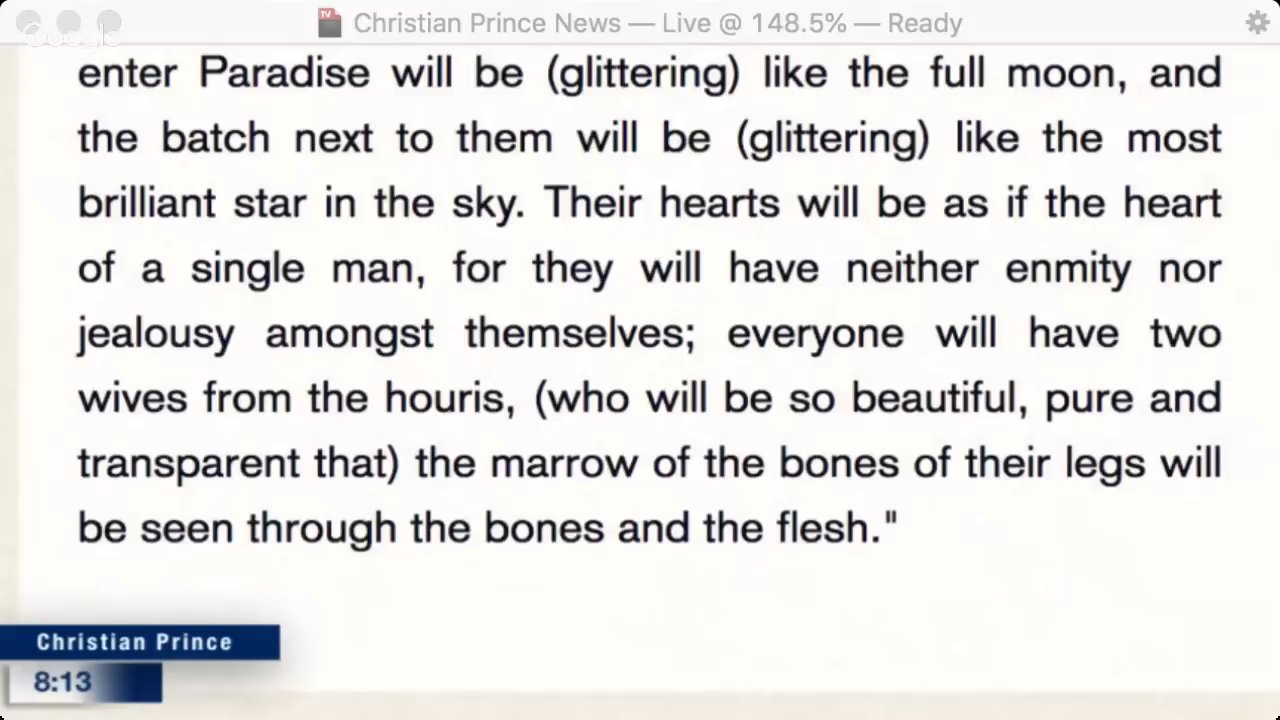 Christian Prince News — Live @ 148.5% — Ready
Google
enter Paradise will be (glittering) like the full moon, and
the batch next to them will be (glittering) like the most
brilliant star in the sky. Their hearts will be as if the heart
of a single man, for they will have neither enmity nor
jealousy amongst themselves; everyone will have two
wives from the houris, (who will be so beautiful, pure and
transparent that) the marrow of the bones of their legs will
be seen through the bones and the flesh."
Christian Prince
8:13